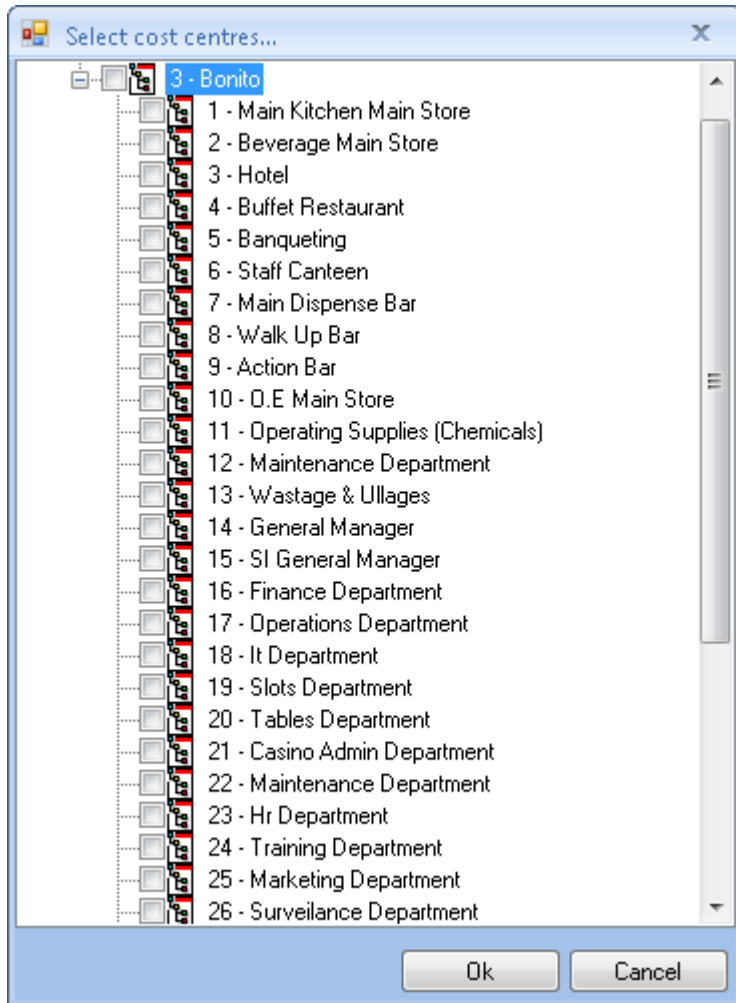 Select cost centres...
3 - Bonito
1 - Main Kitchen Main Store
2 - Beverage Main Store
3 - Hotel
4 - Buffet Restaurant
5 - Banqueting
6 - Staff Canteen
7 - Main Dispense Bar
8 - Walk Up Bar
9 - Action Bar
10 - O.E Main Store
11 - Operating Supplies (Chemicals)
12 - Maintenance Department
13 - Wastage & Ullages
14 - General Manager
15 - SI General Manager
16 - Finance Department
17 - Operations Department
18 - It Department
19 - Slots Department
20 - Tables Department
21 - Casino Admin Department
22 - Maintenance Department
23 - Hr Department
24 - Training Department
25 - Marketing Department
26 - Surveilance Department
Ok
Cancel